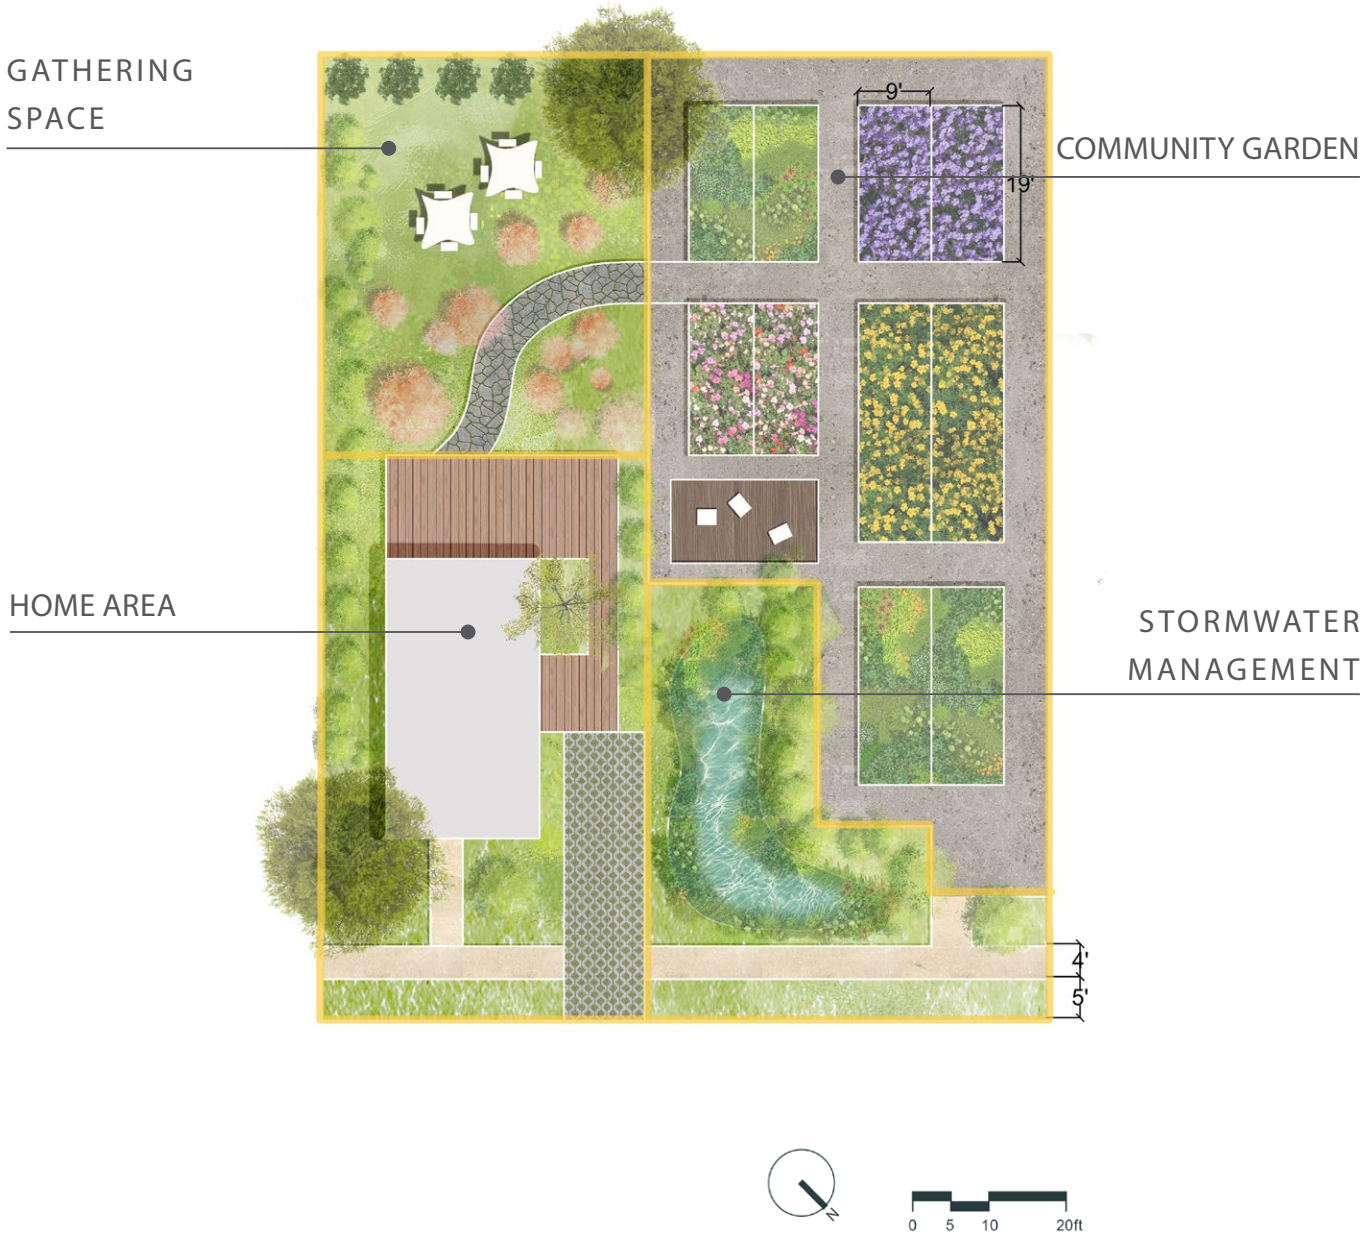 GATHERING
SPACE
9'
COMMUNITY GARDEN
19'
HOME AREA
STORMWATER
MANAGEMENT
4'
5'
N
0 5 10 20ft